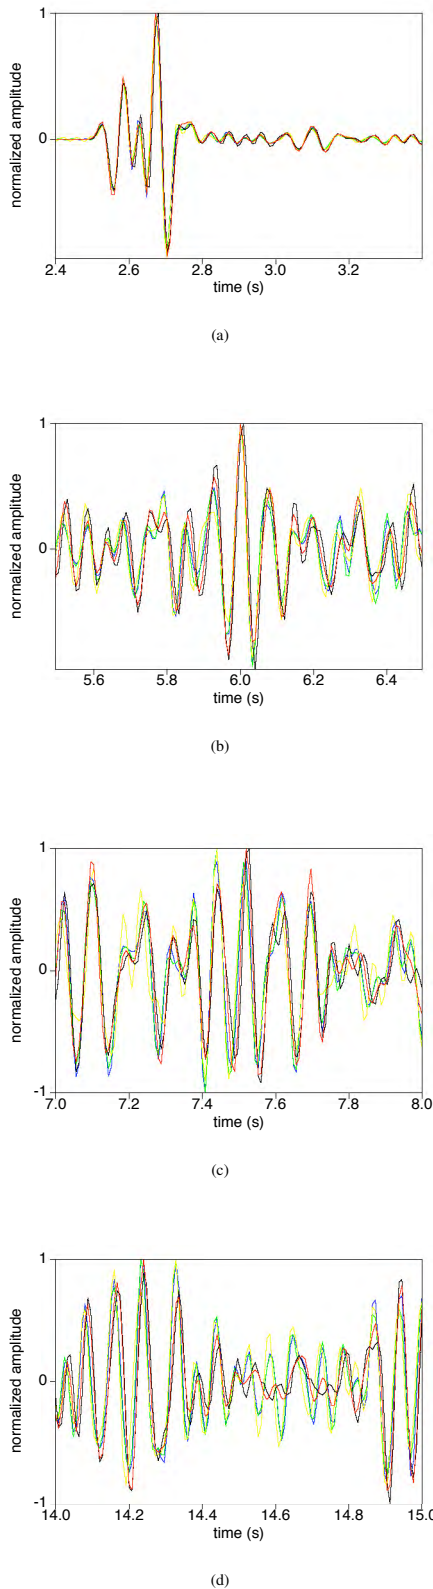 1
normalized amplitude
0
2.4 2.6 2.8 3.0 3.2
time (s)
(a)
1
normalized amplitude
0
5.6 5.8 6.0 6.2 6.4
time (s)
(b)
1
normalized amplitude
0
-1
7.0 7.2 7.4 7.6 7.8 8.0
time (s)
(c)
1
normalized amplitude
0
-1
14.0 14.2 14.4 14.6 14.8 15.0
time (s)
(d)